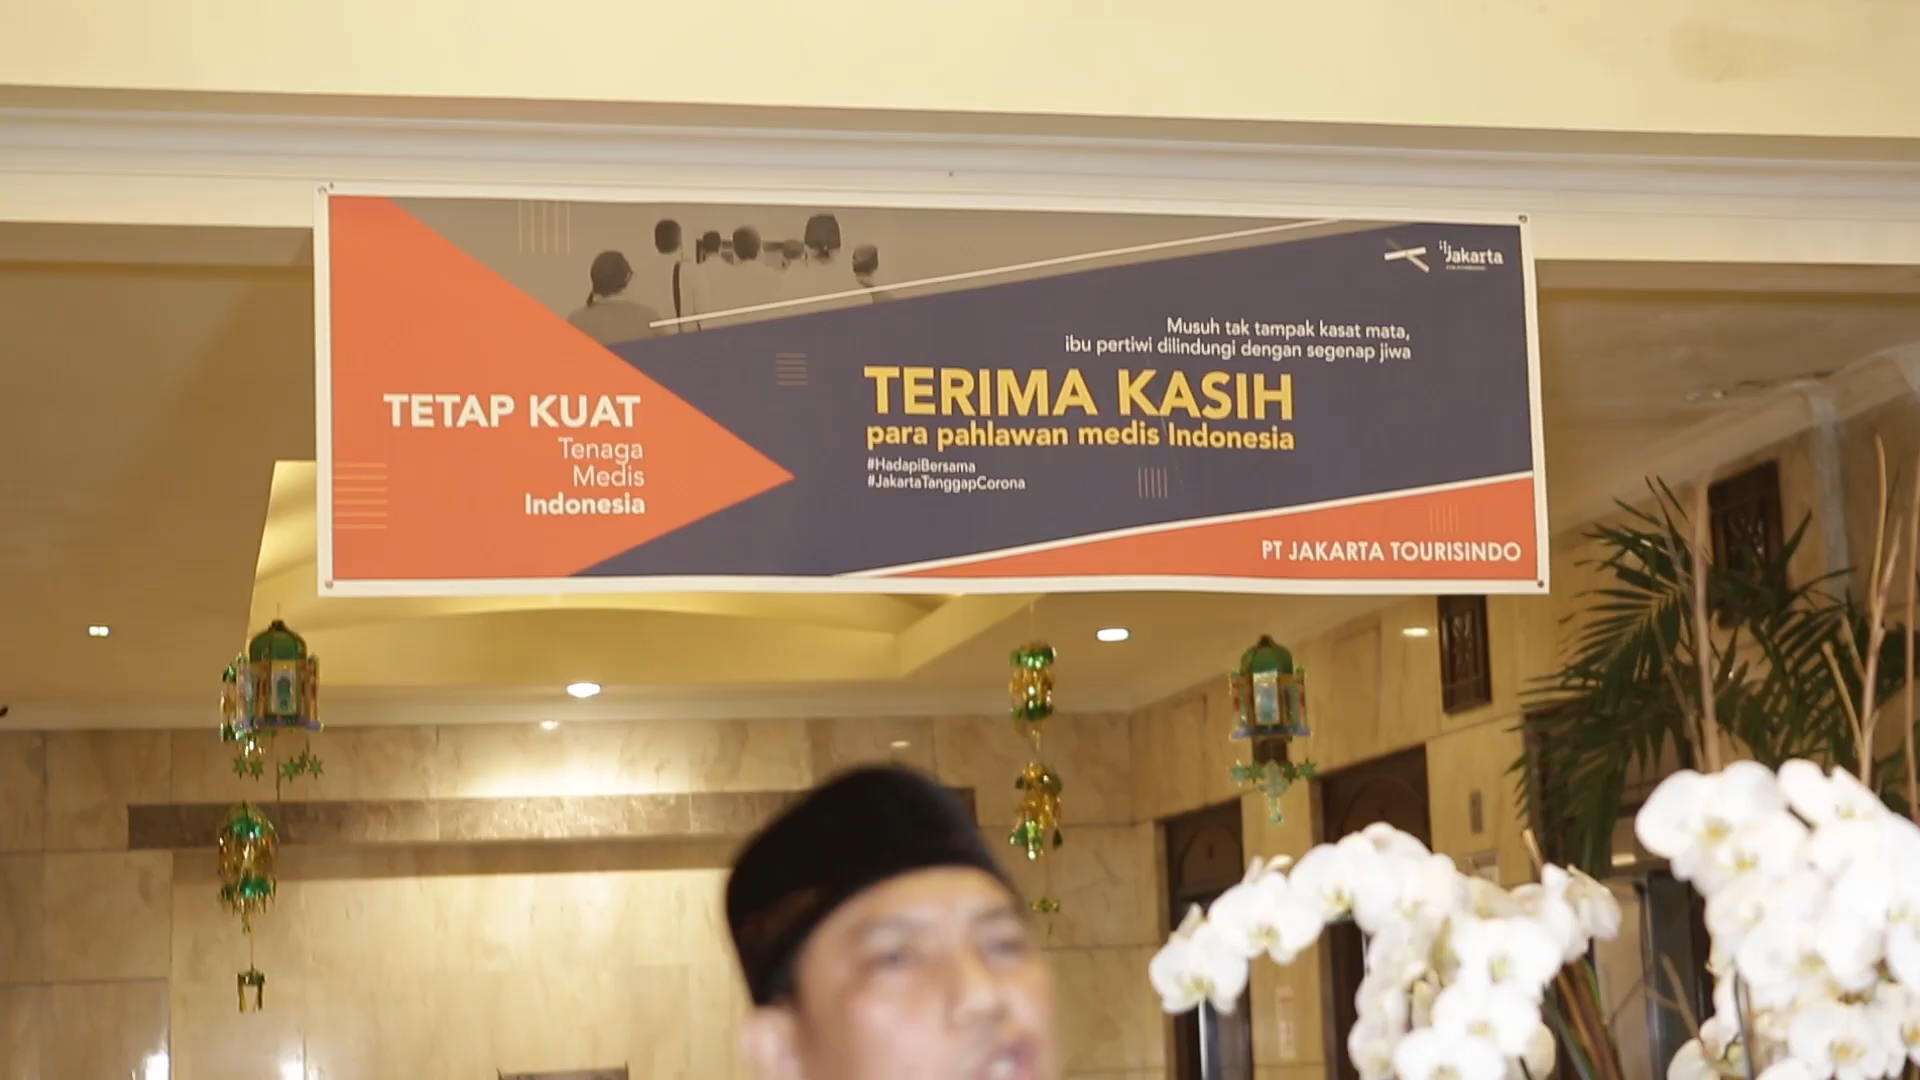 Jakarta
Musuh tak tampak kasat mata,
ibu pertiwi dilindungi dengan segenap jiwa
TERIMA KASIH
para pahlawan medis Indonesia
#HadapiBersama
#JakartaTanggapCorona
TETAP KUAT
Tenaga
Medis
Indonesia
PT JAKARTA TOURISINDO